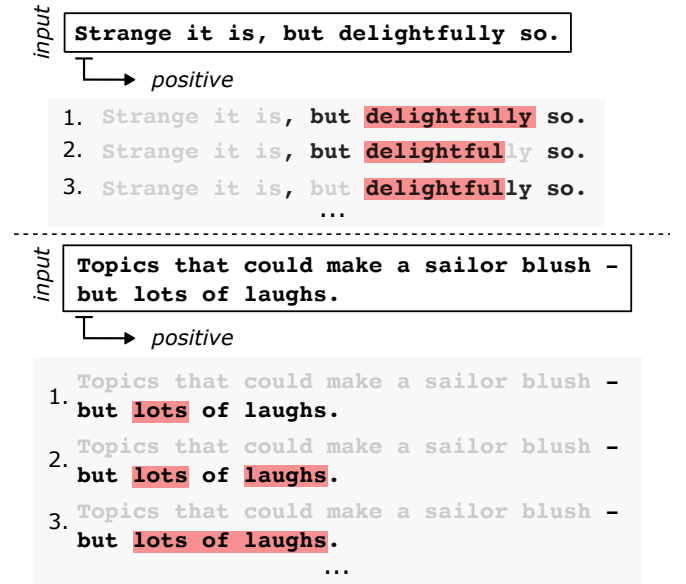 input
Strange it is, but delightfully so.
positive
1. Strange it is, but delightfully so.
2. Strange it is, but delightfully so.
3. Strange it is, but delightfully so.
...
input
Topics that could make a sailor blush –
but lots of laughs.
positive
1. Topics that could make a sailor blush –
but lots of laughs.
2. Topics that could make a sailor blush –
but lots of laughs.
3. Topics that could make a sailor blush –
but lots of laughs.
...